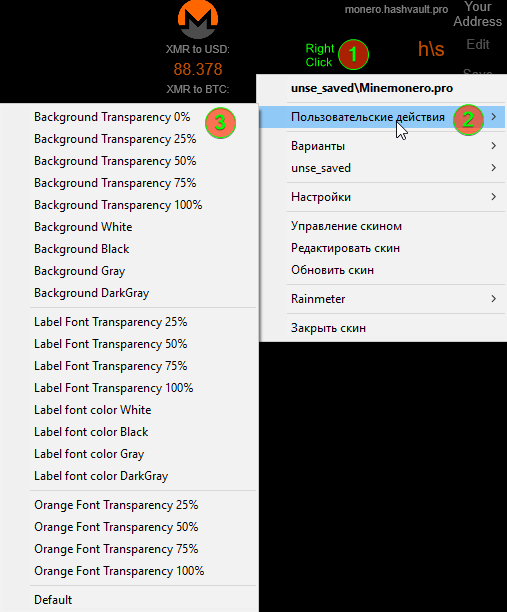 monero.hashvault.pro
Your
Address
XMR to USD:
Right
Click
1
h\s
Edit
88.378
XMR to BTC:
Save
unse_saved\Minemonero.pro
Пользовательские действия
2
Варианты
unse_saved
Настройки
Управление скином
Редактировать скин
Обновить скин
Rainmeter
Закрыть скин
3
Background Transparency 0%
Background Transparency 25%
Background Transparency 50%
Background Transparency 75%
Background Transparency 100%
Background White
Background Black
Background Gray
Background DarkGray
Label Font Transparency 25%
Label Font Transparency 50%
Label Font Transparency 75%
Label Font Transparency 100%
Label font color White
Label font color Black
Label font color Gray
Label font color DarkGray
Orange Font Transparency 25%
Orange Font Transparency 50%
Orange Font Transparency 75%
Orange Font Transparency 100%
Default